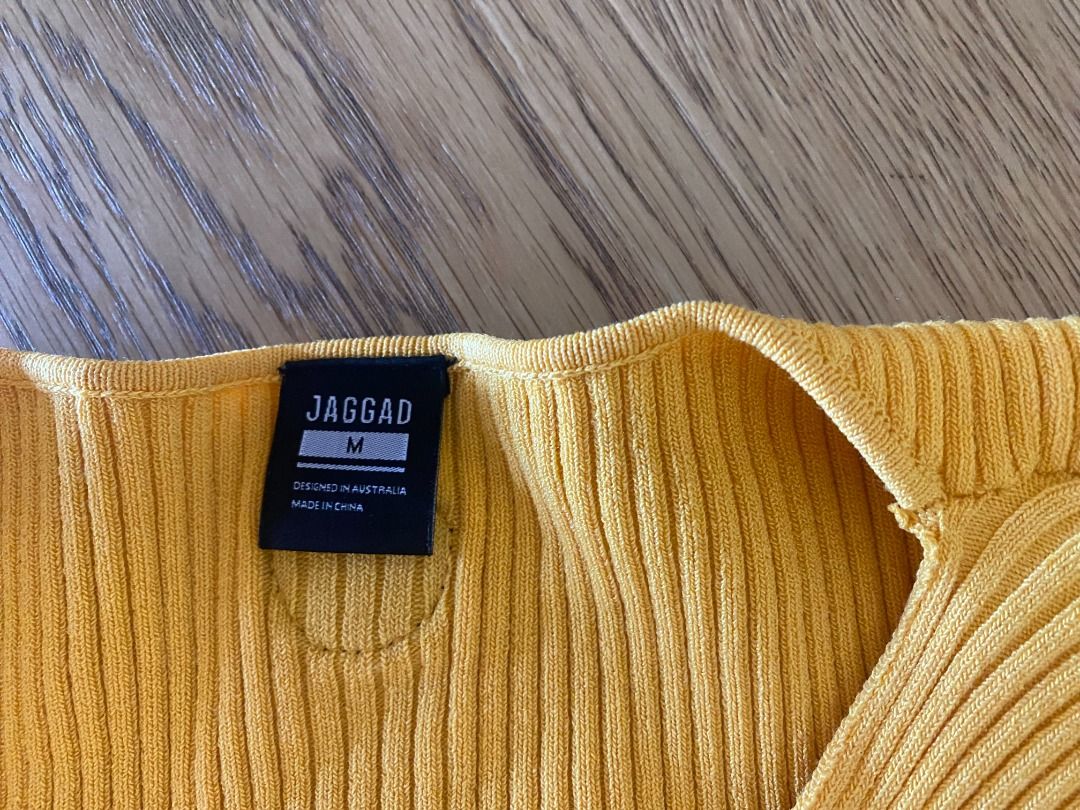 JAGGAD
M
DESIGNED IN AUSTRALIA
MADE IN CHINA